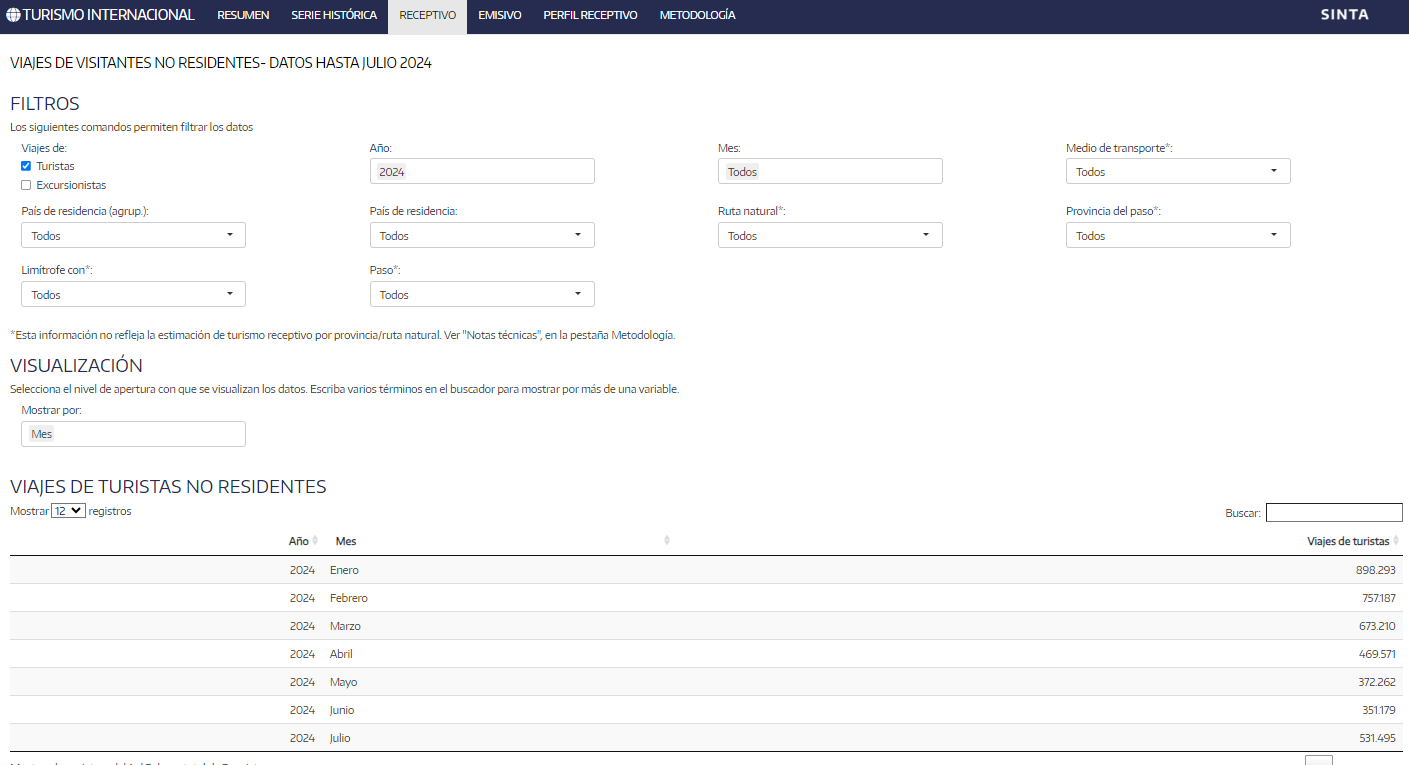 TURISMO INTERNACIONAL RESUMEN SERIE HISTÓRICA RECEPTIVO EMISIVO PERFIL RECEPTIVO METODOLOGÍA SINTA
VIAJES DE VISITANTES NO RESIDENTES- DATOS HASTA JULIO 2024
FILTROS
Los siguientes comandos permiten filtrar los datos
Viajes de: Año: Mes: Medio de transporte*:
Turistas 2024 Todos Todos
Excursionistas
País de residencia (agrup.): País de residencia: Ruta natural*: Provincia del paso*:
Todos Todos Todos Todos
Limítrofe con*: Paso*:
Todos Todos
*Esta información no refleja la estimación de turismo receptivo por provincia/ruta natural. Ver "Notas técnicas", en la pestaña Metodología.
VISUALIZACIÓN
Selecciona el nivel de apertura con que se visualizan los datos. Escriba varios términos en el buscador para mostrar por más de una variable.
Mostrar por:
Mes
VIAJES DE TURISTAS NO RESIDENTES
Mostrar 12 registros Buscar:
Año Mes Viajes de turistas
2024 Enero 898.293
2024 Febrero 757.187
2024 Marzo 673.210
2024 Abril 469.571
2024 Mayo 372.262
2024 Junio 351.179
2024 Julio 531.495